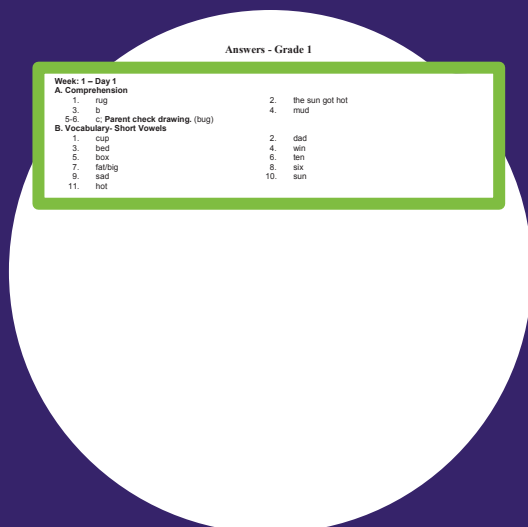 Answers - Grade 1
Week: 1 – Day 1
A. Comprehension
1. rug 2. the sun got hot
3. b 4. mud
5-6. c; Parent check drawing. (bug)
B. Vocabulary- Short Vowels
1. cup 2. dad
3. bed 4. win
5. box 6. ten
7. fat/big 8. six
9. sad 10. sun
11. hot